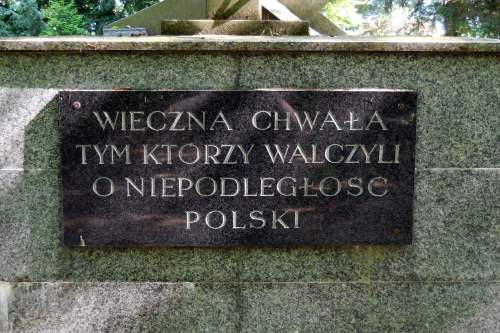 WIECZNA CHWAŁA
TYM KTÓRZY WALCZYLI
O NIEPODLEGŁOŚĆ
POLSKI